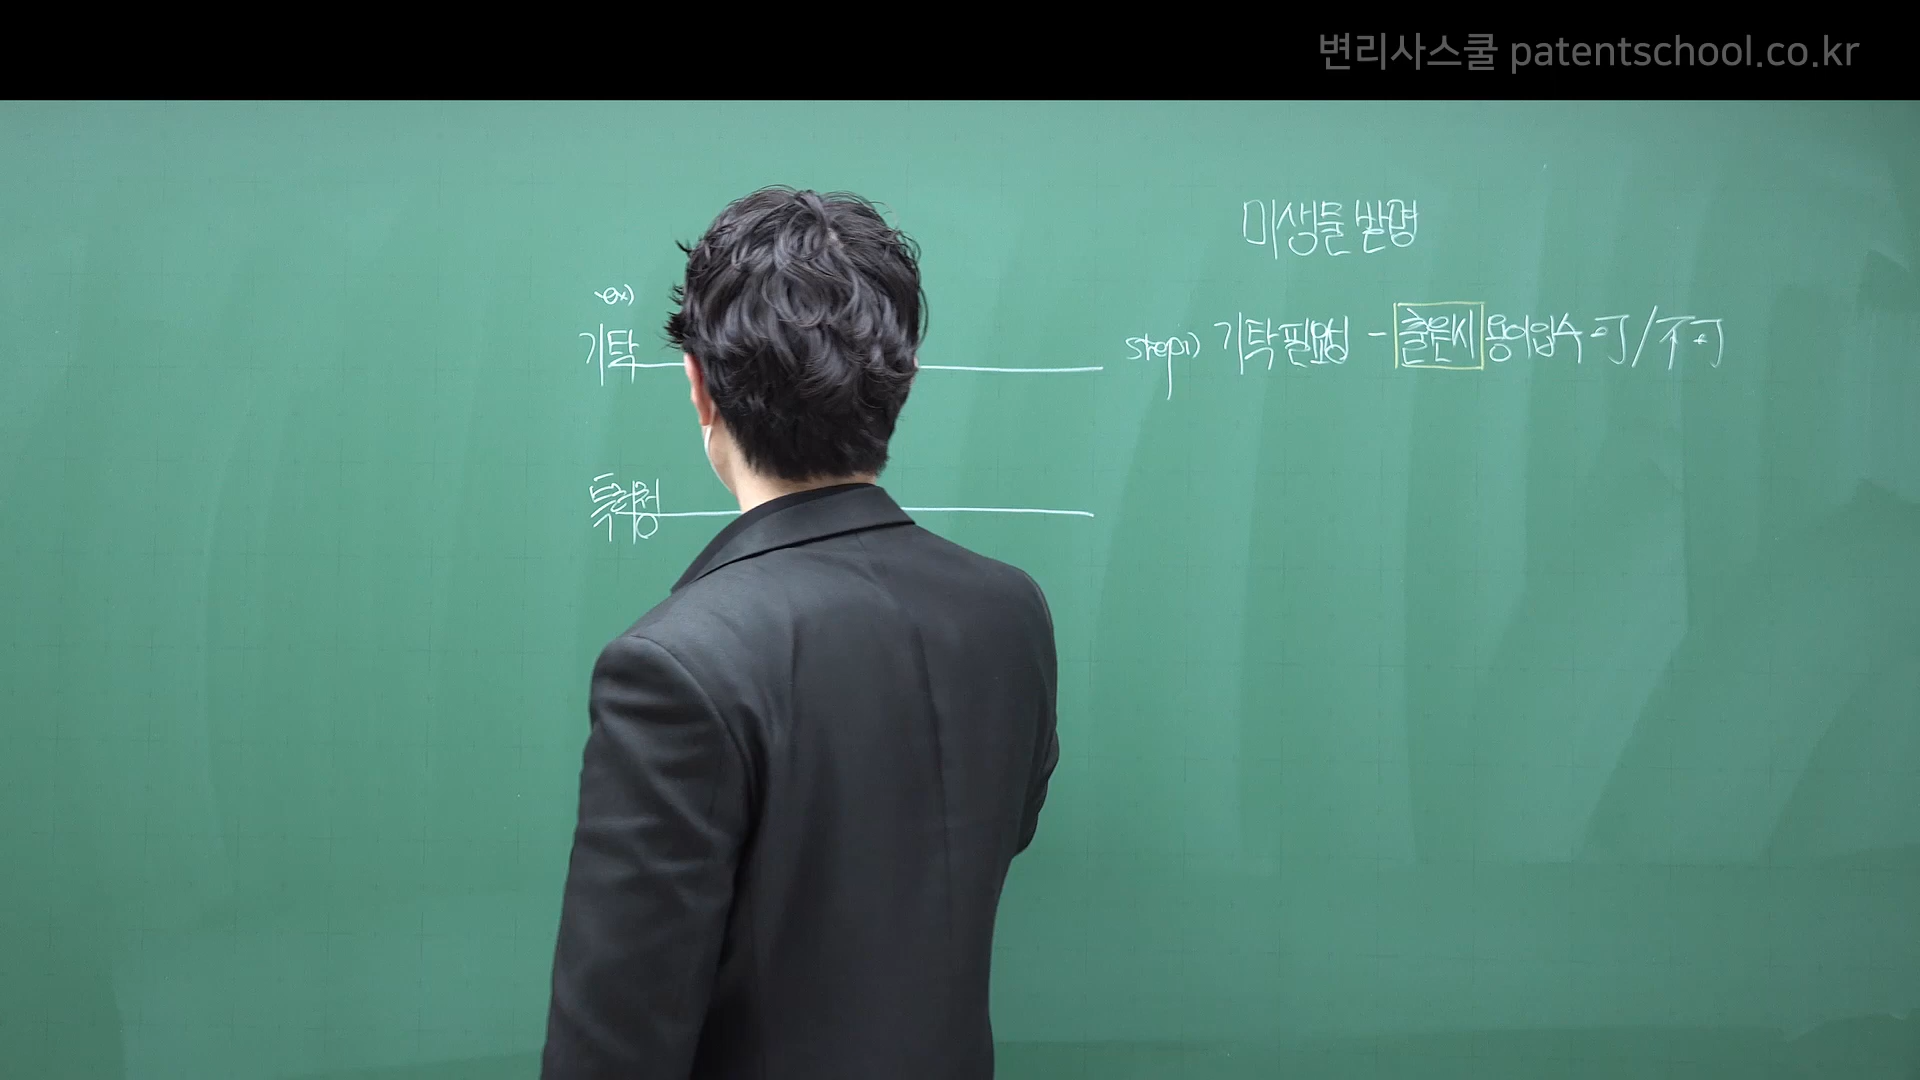 변리사스쿨 patentschool.co.kr
미생물 발명
ex)
기탁
step1) 기탁필요성 - 출원시 용이입수 可/不可
특허청